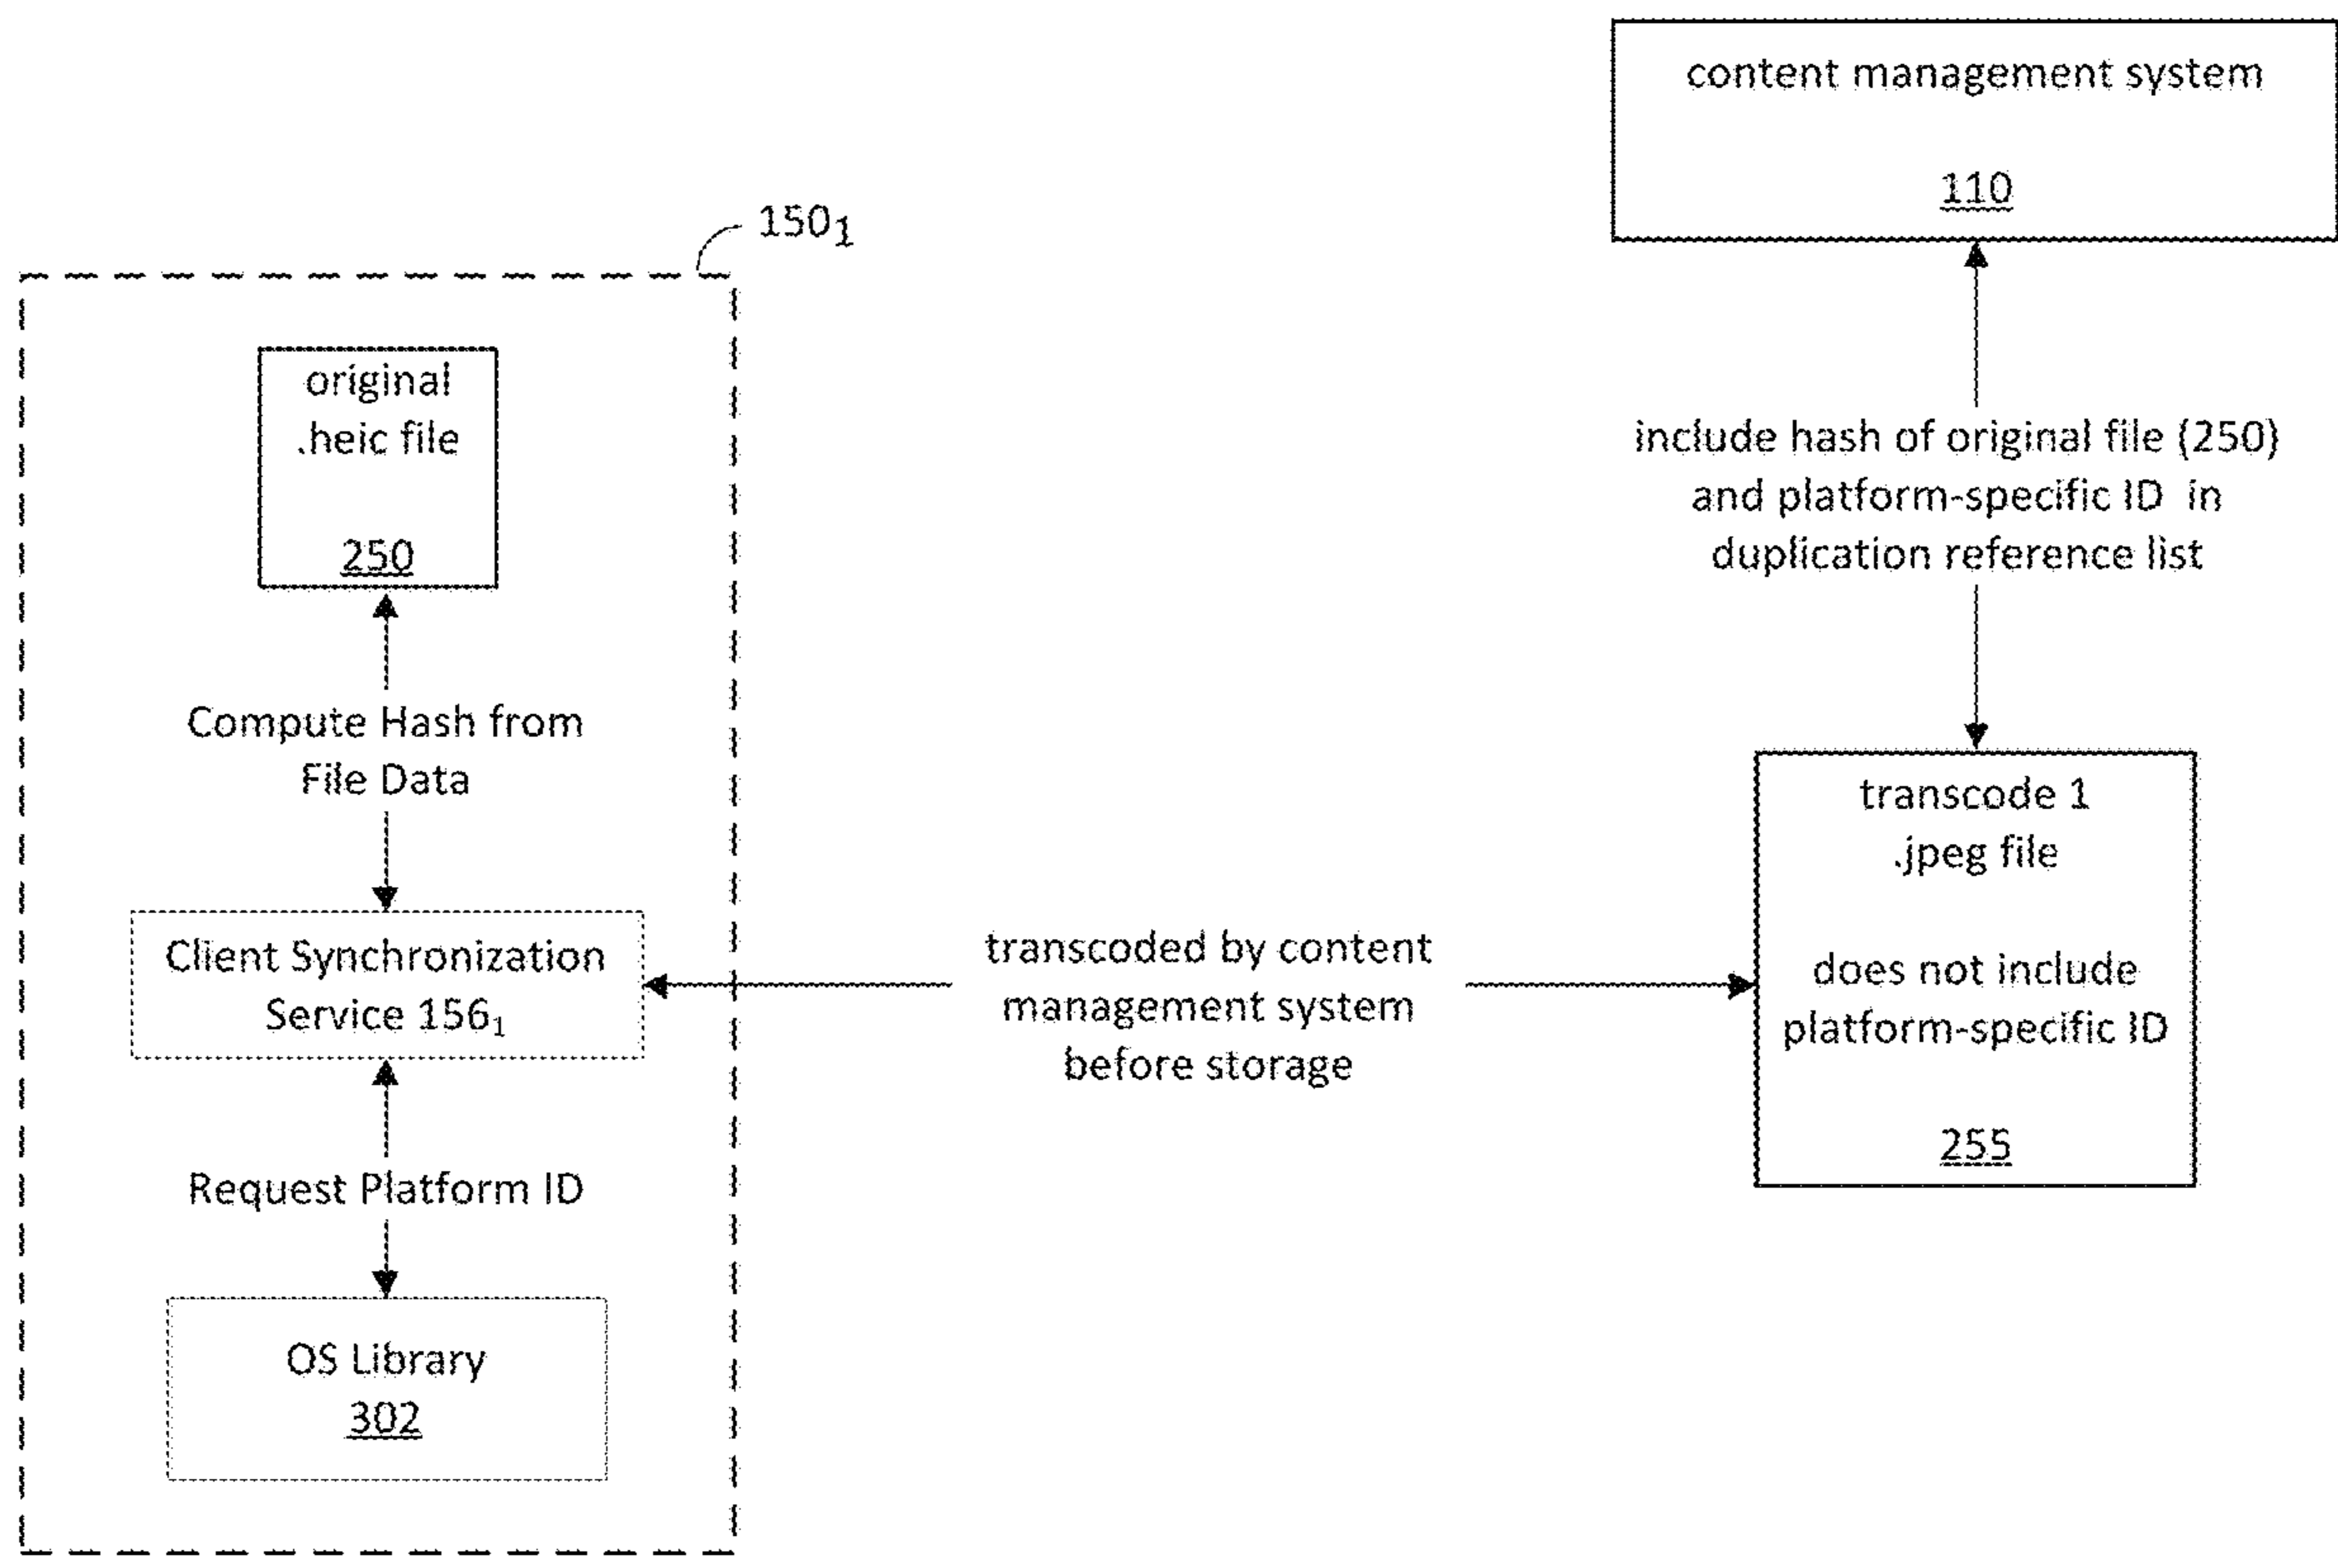 content management system
110
150₁
original
.heic file
250
include hash of original file (250)
and platform-specific ID in
duplication reference list
Compute Hash from
File Data
transcode 1
.jpeg file
does not include
platform-specific ID
255
Client Synchronization
Service 156₁
transcoded by content
management system
before storage
Request Platform ID
OS Library
302